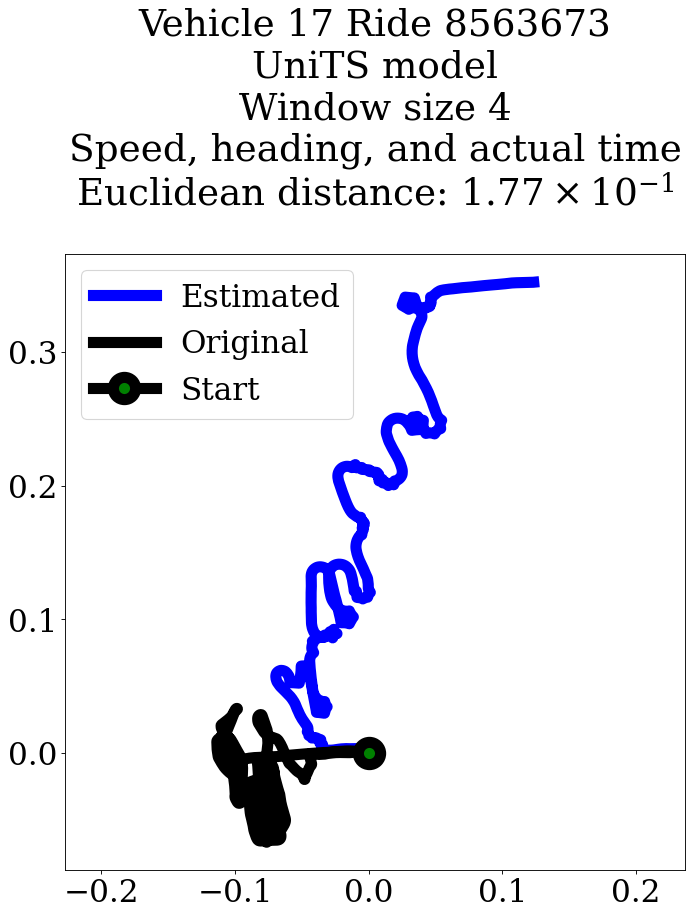 Vehicle 17 Ride 8563673
UniTS model
Window size 4
Speed, heading, and actual time
Euclidean distance: 1.77 × 10⁻¹
Estimated
Original
Start
0.3
0.2
0.1
0.0
−0.2 −0.1 0.0 0.1 0.2